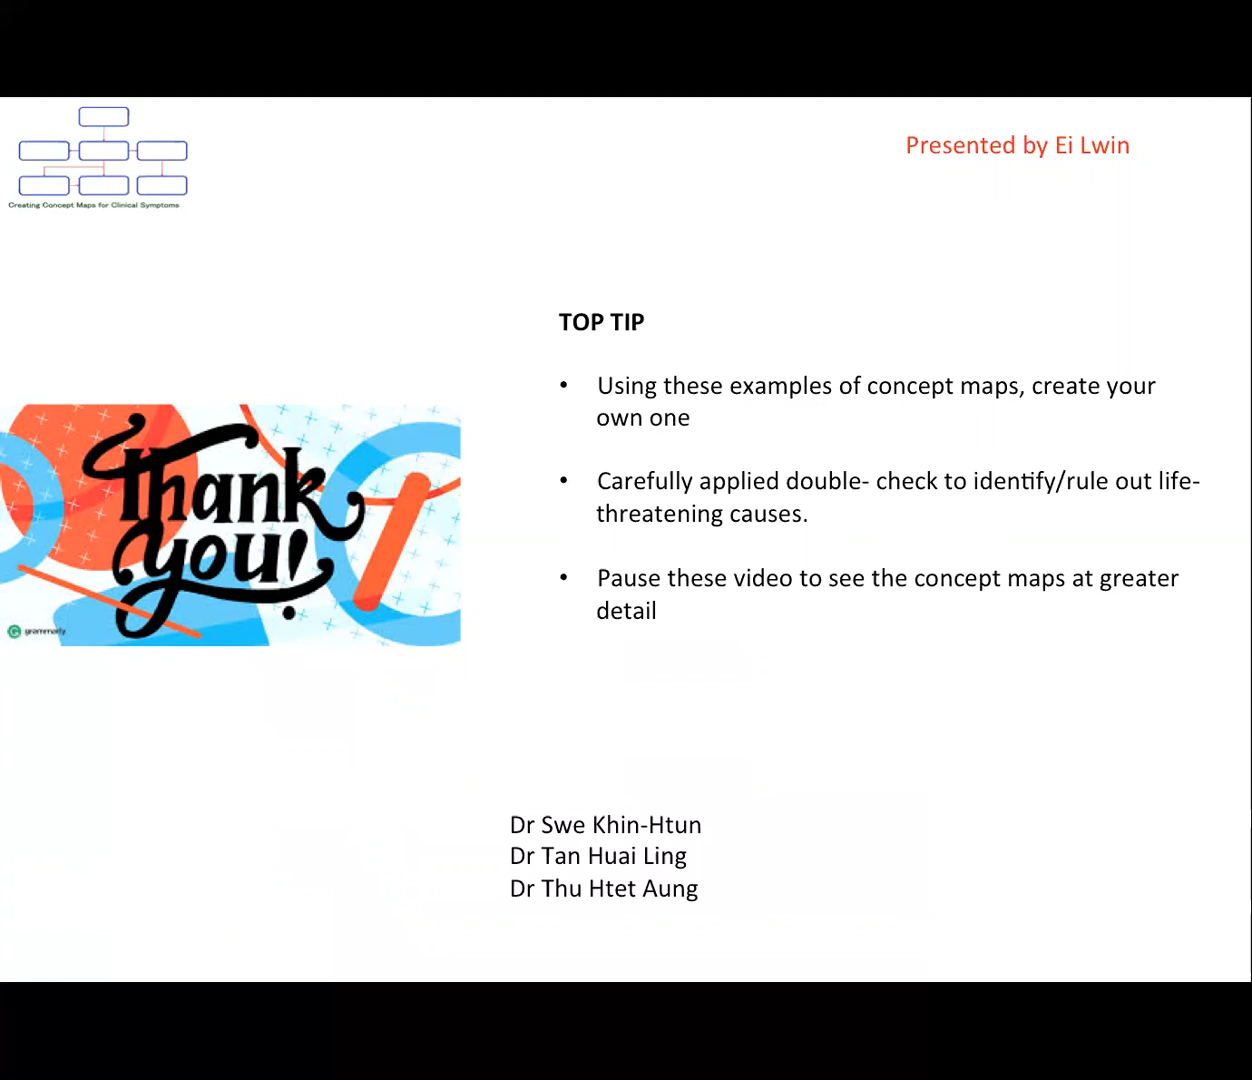 Presented by Ei Lwin
Creating Concept Maps for Clinical Symptoms
TOP TIP
• Using these examples of concept maps, create your
own one
• Carefully applied double- check to identify/rule out life-
threatening causes.
• Pause these video to see the concept maps at greater
detail
thank
you!
grammarly
Dr Swe Khin-Htun
Dr Tan Huai Ling
Dr Thu Htet Aung